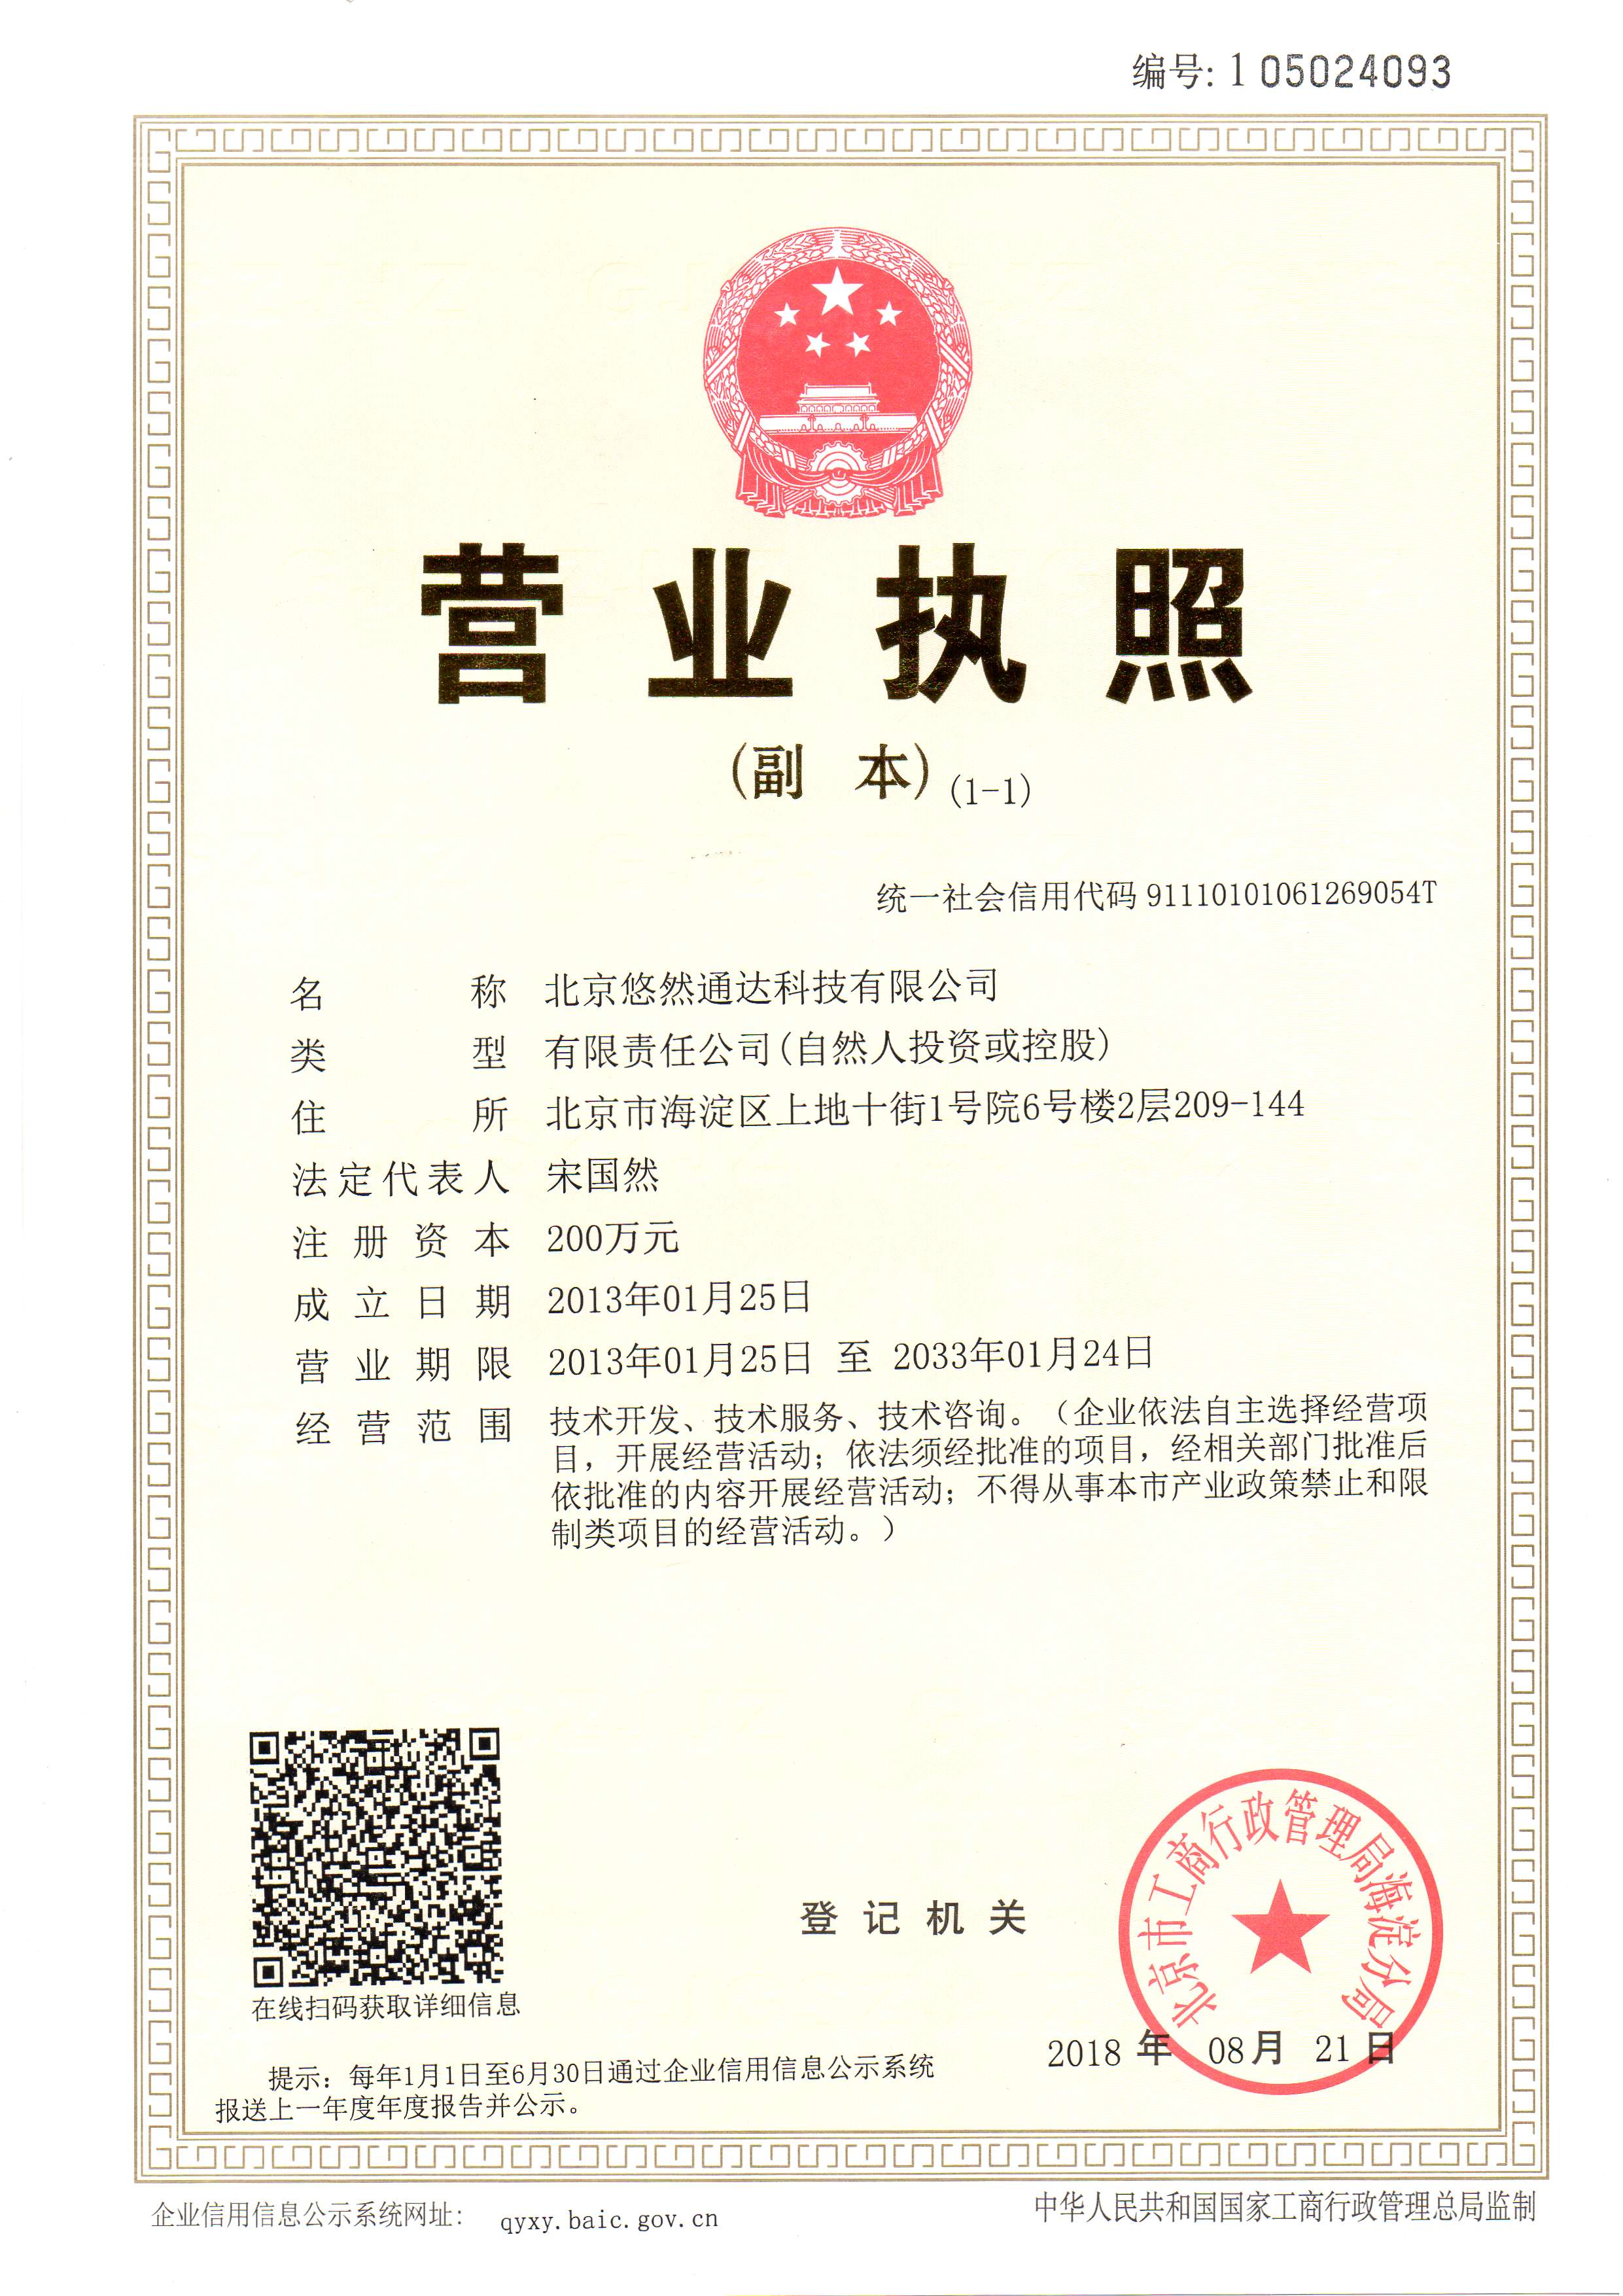 编号: 1 05024093
营业执照
(副 本) (1-1)
统一社会信用代码 91110101061269054T
名 称 北京悠然通达科技有限公司
类 型 有限责任公司(自然人投资或控股)
住 所 北京市海淀区上地十街1号院6号楼2层209-144
法定代表人 宋国然
注册资本 200万元
成立日期 2013年01月25日
营业期限 2013年01月25日 至 2033年01月24日
经营范围 技术开发、技术服务、技术咨询。（企业依法自主选择经营项
目，开展经营活动；依法须经批准的项目，经相关部门批准后
依批准的内容开展经营活动；不得从事本市产业政策禁止和限
制类项目的经营活动。）
在线扫码获取详细信息
登记机关
北京市工商行政管理局海淀分局
2018 年 08月 21 日
提示：每年1月1日至6月30日通过企业信用信息公示系统
报送上一年度年度报告并公示。
企业信用信息公示系统网址： qyxy.baic.gov.cn
中华人民共和国国家工商行政管理总局监制